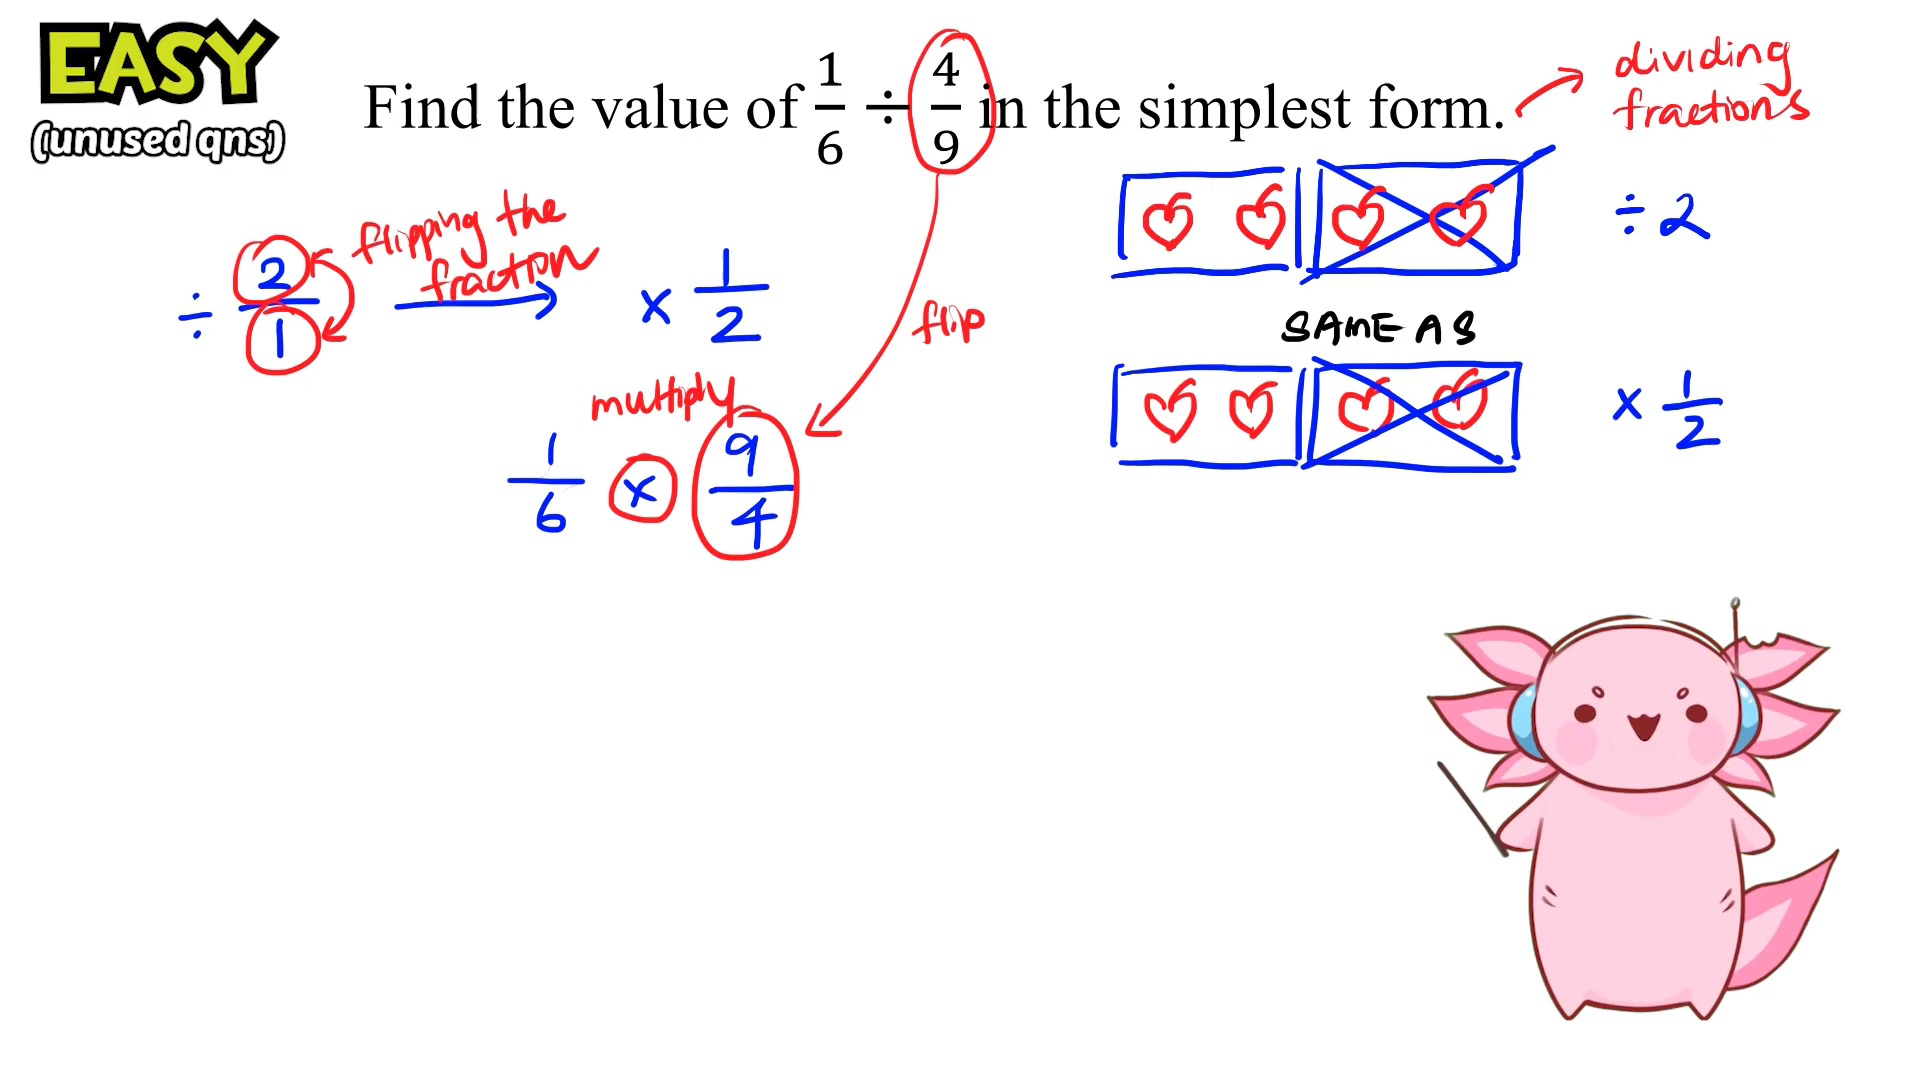 EASY
(unused qns)
Find the value of 1/6 ÷ 4/9 in the simplest form.
dividing
fractions
÷ 2/1
flipping the
fraction
× 1/2
flip
÷ 2
SAME AS
× 1/2
multiply
1/6 × 9/4